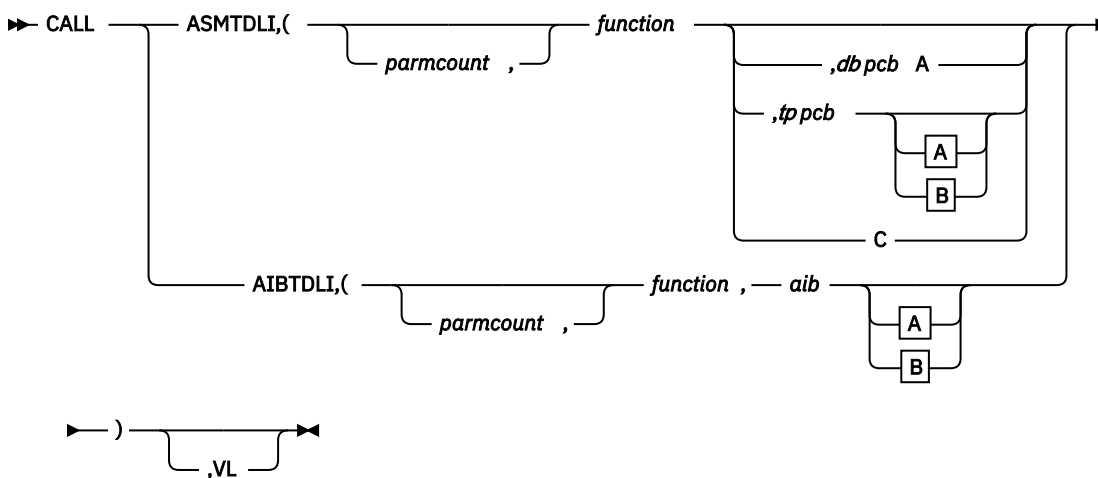 CALL ASMTDLI,( function
parmcount ,
,db pcb A
,tp pcb
A
B
C
AIBTDLI,( function , aib
parmcount ,
A
B
)
,VL